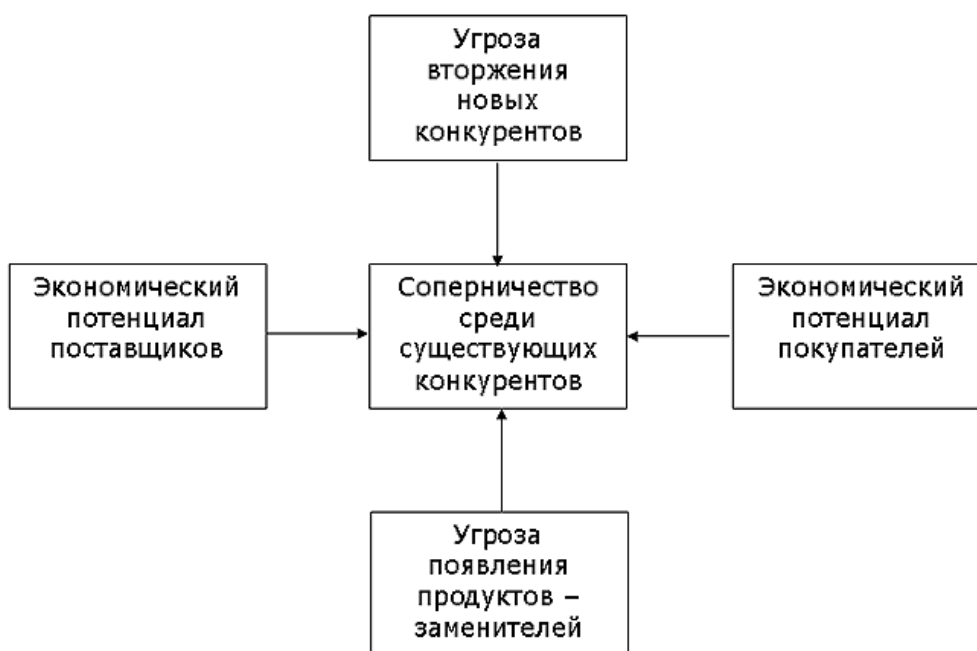 Угроза
вторжения
новых
конкурентов
Экономический
потенциал
поставщиков
Соперничество
среди
существующих
конкурентов
Экономический
потенциал
покупателей
Угроза
появления
продуктов –
заменителей